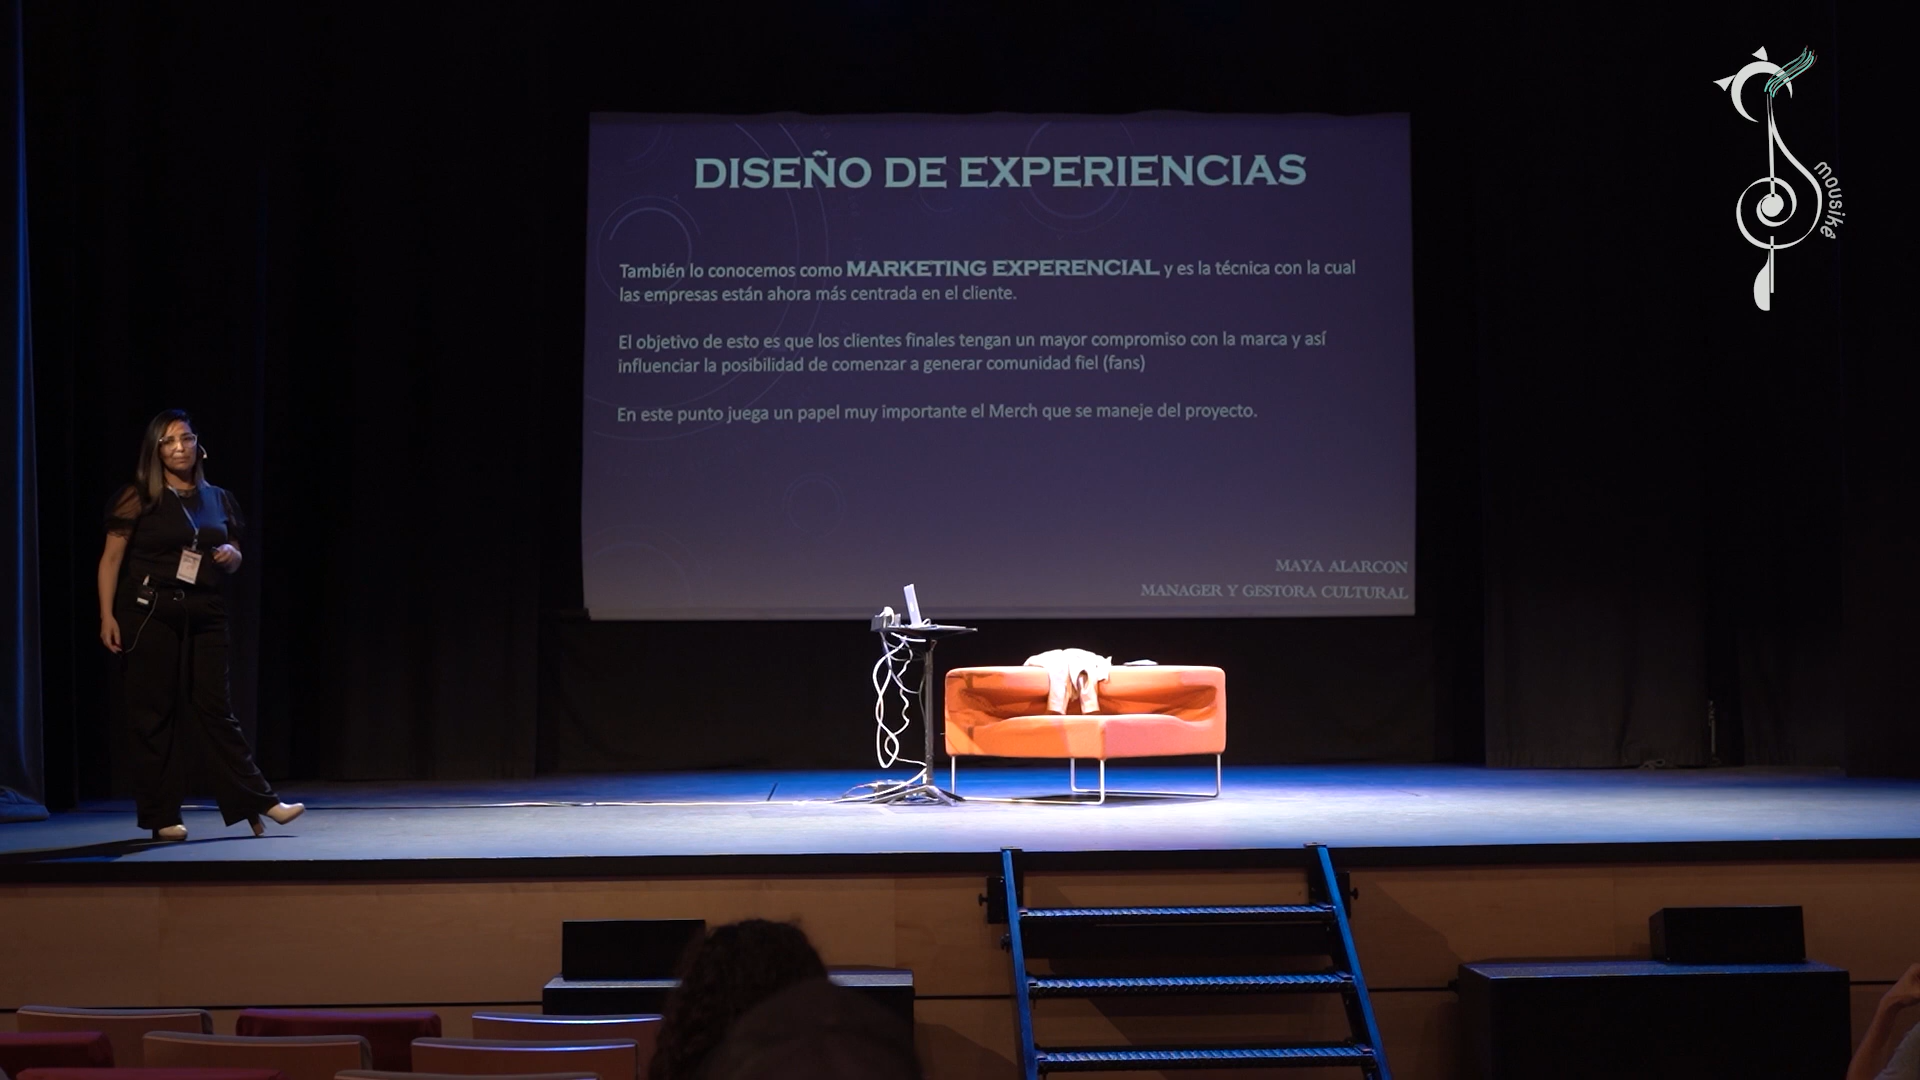 DISEÑO DE EXPERIENCIAS
También lo conocemos como MARKETING EXPERENCIAL y es la técnica con la cual
las empresas están ahora más centrada en el cliente.
El objetivo de esto es que los clientes finales tengan un mayor compromiso con la marca y así
influenciar la posibilidad de comenzar a generar comunidad fiel (fans)
En este punto juega un papel muy importante el Merch que se maneje del proyecto.
MAYA ALARCON
MANAGER Y GESTORA CULTURAL
mousikê